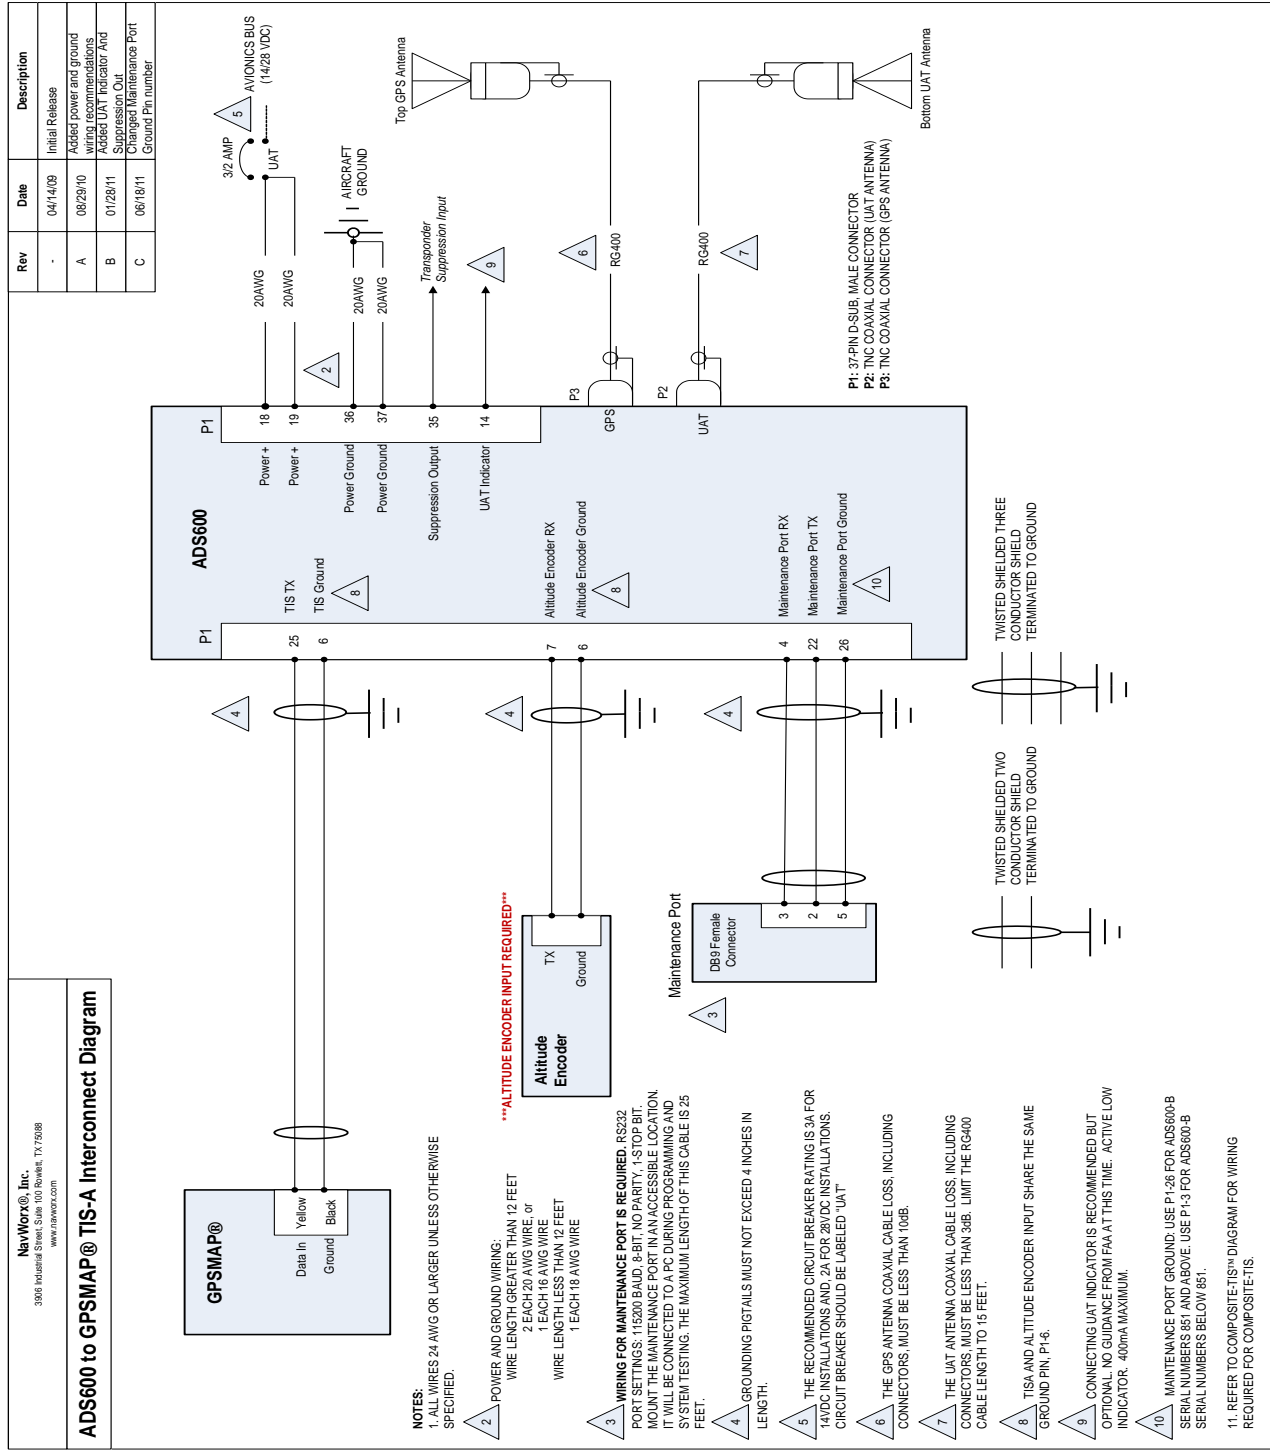 NavWorx®, Inc.
3906 Industrial Street, Suite 100 Rowlett, TX 75088
www.navworx.com
ADS600 to GPSMAP® TIS-A Interconnect Diagram
Rev Date Description
- 04/14/09 Initial Release
A 08/29/10 Added power and ground
wiring recommendations
B 01/28/11 Added UAT Indicator And
Suppression Out
C 06/18/11 Changed Maintenance Port
Ground Pin number
GPSMAP®
Data In Yellow
Ground Black
4
P1
25 TIS TX
6 TIS Ground
8
ADS600
P1
Power + 18
Power + 19
Power Ground 36
Power Ground 37
Suppression Output 35
UAT Indicator 14
20AWG
20AWG
2
20AWG
20AWG
3/2 AMP
UAT
5
AVIONICS BUS
(14/28 VDC)
AIRCRAFT
GROUND
Transponder
Suppression Input
9
***ALTITUDE ENCODER INPUT REQUIRED***
Altitude
Encoder
TX
Ground
4
7 Altitude Encoder RX
6 Altitude Encoder Ground
8
P3
GPS
6
RG400
Top GPS Antenna
P2
UAT
RG400
7
Bottom UAT Antenna
Maintenance Port
3
DB9 Female
Connector
3
2
5
4
4 Maintenance Port RX
22 Maintenance Port TX
26 Maintenance Port Ground
10
P1: 37-PIN D-SUB, MALE CONNECTOR
P2: TNC COAXIAL CONNECTOR (UAT ANTENNA)
P3: TNC COAXIAL CONNECTOR (GPS ANTENNA)
TWISTED SHIELDED TWO
CONDUCTOR SHIELD
TERMINATED TO GROUND
TWISTED SHIELDED THREE
CONDUCTOR SHIELD
TERMINATED TO GROUND
NOTES:
1. ALL WIRES 24 AWG OR LARGER UNLESS OTHERWISE
SPECIFIED.
2 POWER AND GROUND WIRING:
WIRE LENGTH GREATER THAN 12 FEET
2 EACH 20 AWG WIRE, or
1 EACH 16 AWG WIRE
WIRE LENGTH LESS THAN 12 FEET
1 EACH 18 AWG WIRE
3 WIRING FOR MAINTENANCE PORT IS REQUIRED. RS232
PORT SETTINGS: 115200 BAUD, 8-BIT, NO PARITY, 1-STOP BIT.
MOUNT THE MAINTENANCE PORT IN AN ACCESSIBLE LOCATION.
IT WILL BE CONNECTED TO A PC DURING PROGRAMMING AND
SYSTEM TESTING. THE MAXIMUM LENGTH OF THIS CABLE IS 25
FEET.
4 GROUNDING PIGTAILS MUST NOT EXCEED 4 INCHES IN
LENGTH.
5 THE RECOMMENDED CIRCUIT BREAKER RATING IS 3A FOR
14VDC INSTALLATIONS AND, 2A FOR 28VDC INSTALLATIONS.
CIRCUIT BREAKER SHOULD BE LABELED "UAT"
6 THE GPS ANTENNA COAXIAL CABLE LOSS, INCLUDING
CONNECTORS, MUST BE LESS THAN 10dB.
7 THE UAT ANTENNA COAXIAL CABLE LOSS, INCLUDING
CONNECTORS, MUST BE LESS THAN 3dB. LIMIT THE RG400
CABLE LENGTH TO 15 FEET.
8 TISA AND ALTITUDE ENCODER INPUT SHARE THE SAME
GROUND PIN, P1-6.
9 CONNECTING UAT INDICATOR IS RECOMMENDED BUT
OPTIONAL. NO GUIDANCE FROM FAA AT THIS TIME. ACTIVE LOW
INDICATOR. 400mA MAXIMUM.
10 MAINTENANCE PORT GROUND: USE P1-26 FOR ADS600-B
SERIAL NUMBERS 851 AND ABOVE. USE P1-3 FOR ADS600-B
SERIAL NUMBERS BELOW 851.
11. REFER TO COMPOSITE-TIS™ DIAGRAM FOR WIRING
REQUIRED FOR COMPOSITE-TIS.